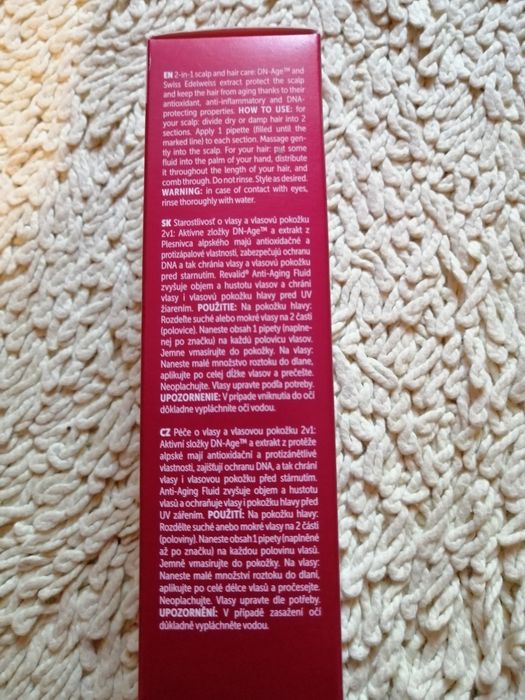 EN 2-in-1 scalp and hair care: DN-Age™ and
Swiss Edelweiss extract protect the scalp
and keep the hair from aging thanks to their
antioxidant, anti-inflammatory and DNA-
protecting properties. HOW TO USE: for
your scalp: divide dry or damp hair into 2
sections. Apply 1 pipette (filled until the
marked line) to each section. Massage gen-
tly into the scalp. For your hair: put some
fluid into the palm of your hand, distribute
it throughout the length of your hair, and
comb through. Do not rinse. Style as desired.
WARNING: in case of contact with eyes,
rinse thoroughly with water.
SK Starostlivosť o vlasy a vlasovú pokožku
2v1: Aktívne zložky DN-Age™ a extrakt z
Plesnivca alpského majú antioxidačné a
protizápalové vlastnosti, zabezpečujú ochranu
DNA a tak chránia vlasy a vlasovú pokožku
pred starnutím. Revalid® Anti-Aging Fluid
zvyšuje objem a hustotu vlasov a chráni
vlasy i vlasovú pokožku hlavy pred UV
žiarením. POUŽITIE: Na pokožku hlavy:
Rozdeľte suché alebo mokré vlasy na 2 časti
(polovice). Naneste obsah 1 pipety (naplne-
nej po značku) na každú polovicu vlasov.
Jemne vmasírujte do pokožky. Na vlasy:
Naneste malé množstvo roztoku do dlane,
aplikujte po celej dĺžke vlasov a prečešte.
Neoplachujte. Vlasy upravte podľa potreby.
UPOZORNENIE: V prípade vniknutia do očí
dôkladne vypláchnite oči vodou.
CZ Péče o vlasy a vlasovou pokožku 2v1:
Aktivní složky DN-Age™ a extrakt z protěže
alpské mají antioxidační a protizánětlivé
vlastnosti, zajišťují ochranu DNA, a tak chrání
vlasy i vlasovou pokožku před stárnutím.
Anti-Aging Fluid zvyšuje objem a hustotu
vlasů a ochraňuje vlasy i pokožku hlavy před
UV zářením. POUŽITÍ: Na pokožku hlavy:
Rozdělte suché anebo mokré vlasy na 2 části
(poloviny). Naneste obsah 1 pipety (naplněné
až po značku) na každou polovinu vlasů.
Jemně vmasírujte do pokožky. Na vlasy:
Naneste malé množství roztoku do dlaní,
aplikujte po celé délce vlasů a pročesejte.
Neoplachujte. Vlasy upravte dle potřeby.
UPOZORNĚNÍ: V případě zasažení očí
důkladně vypláchněte vodou.